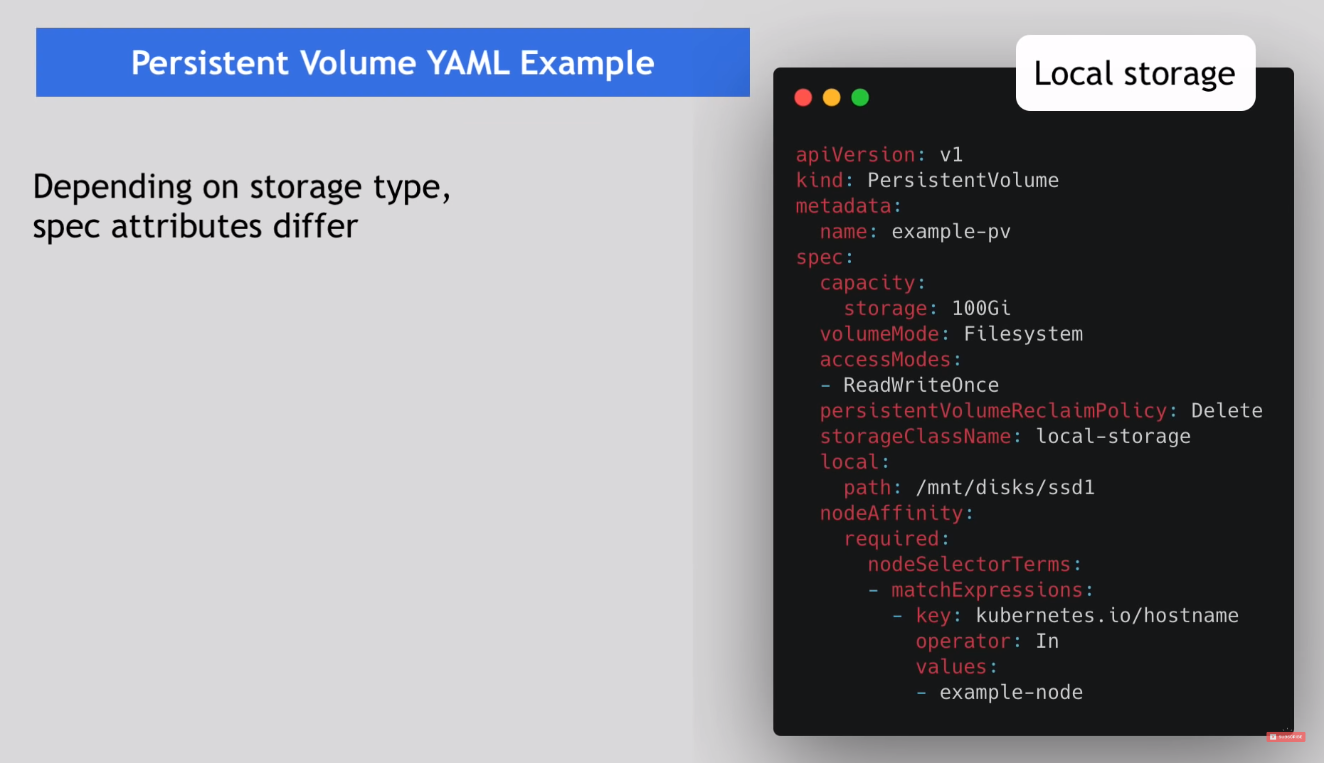 Persistent Volume YAML Example
Local storage
Depending on storage type,
spec attributes differ
apiVersion: v1
kind: PersistentVolume
metadata:
  name: example-pv
spec:
  capacity:
    storage: 100Gi
  volumeMode: Filesystem
  accessModes:
  - ReadWriteOnce
  persistentVolumeReclaimPolicy: Delete
  storageClassName: local-storage
  local:
    path: /mnt/disks/ssd1
  nodeAffinity:
    required:
      nodeSelectorTerms:
      - matchExpressions:
        - key: kubernetes.io/hostname
          operator: In
          values:
          - example-node